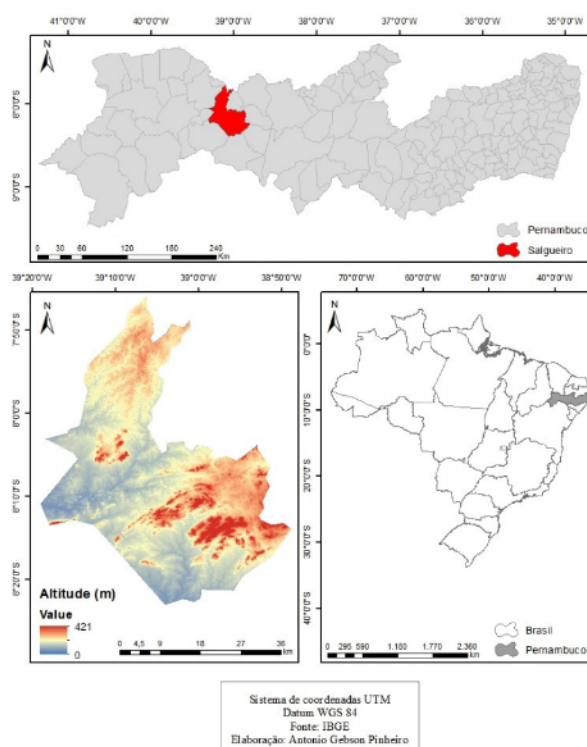 41°0'0"W 40°0'0"W 39°0'0"W 38°0'0"W 37°0'0"W 36°0'0"W 35°0'0"W
N
8°0'0"S
9°0'0"S
Pernambuco
Salgueiro
0 15 30 60 120 180 240
Km
39°20'0"W 39°10'0"W 39°0'0"W 38°50'0"W
N
8°0'0"S
8°10'0"S
8°20'0"S
Altitude (m)
Value
421
0
0 4,5 9 18 27 36
km
70°0'0"W 60°0'0"W 50°0'0"W 40°0'0"W
N
0°0'0"
10°0'0"S
20°0'0"S
30°0'0"S
40°0'0"S
Brasil
Pernambuco
0 295 590 1.180 1.770 2.360
km
Sistema de coordenadas UTM
Datum WGS 84
Fonte: IBGE
Elaboração: Antonio Gebson Pinheiro